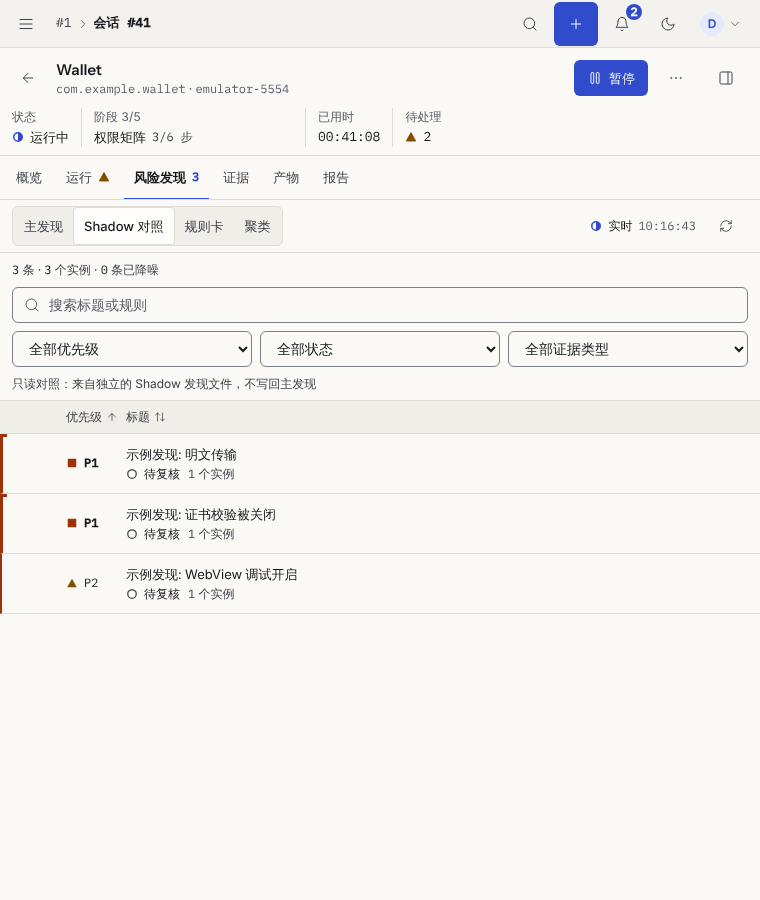 #1 会话 #41 2 D
Wallet
com.example.wallet · emulator-5554
暂停
状态 阶段 3/5 已用时 待处理
运行中 权限矩阵 3/6 步 00:41:08 2
概览 运行 风险发现 3 证据 产物 报告
主发现 Shadow 对照 规则卡 聚类 实时 10:16:43
3 条 · 3 个实例 · 0 条已降噪
搜索标题或规则
全部优先级 全部状态 全部证据类型
只读对照：来自独立的 Shadow 发现文件，不写回主发现
优先级 标题
P1 示例发现: 明文传输
待复核 1 个实例
P1 示例发现: 证书校验被关闭
待复核 1 个实例
P2 示例发现: WebView 调试开启
待复核 1 个实例